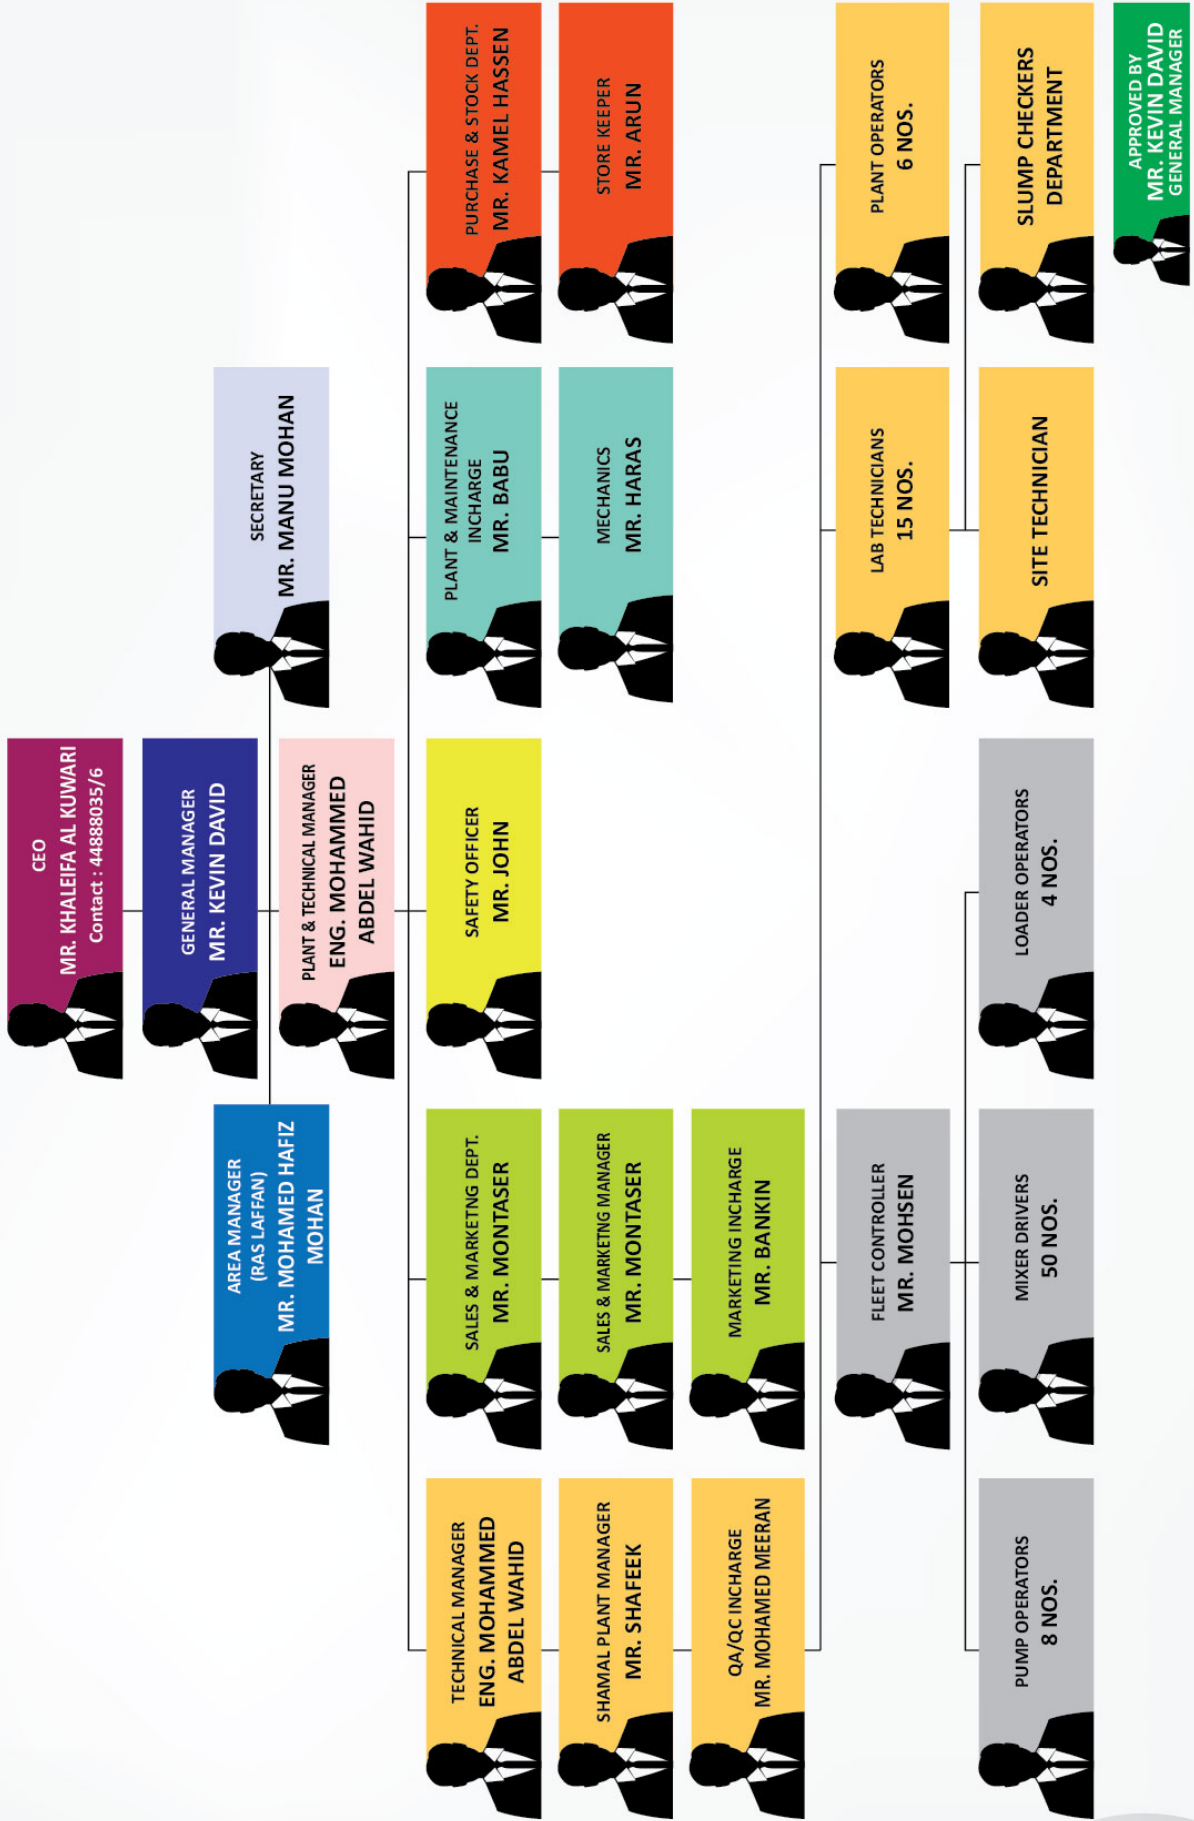 CEO
MR. KHALEIFA AL KUWARI
Contact : 44888035/6
GENERAL MANAGER
MR. KEVIN DAVID
AREA MANAGER
(RAS LAFFAN)
MR. MOHAMED HAFIZ
MOHAN
SECRETARY
MR. MANU MOHAN
PLANT & TECHNICAL MANAGER
ENG. MOHAMMED
ABDEL WAHID
TECHNICAL MANAGER
ENG. MOHAMMED
ABDEL WAHID
SALES & MARKETNG DEPT.
MR. MONTASER
SAFETY OFFICER
MR. JOHN
PLANT & MAINTENANCE
INCHARGE
MR. BABU
PURCHASE & STOCK DEPT.
MR. KAMEL HASSEN
SHAMAL PLANT MANAGER
MR. SHAFEEK
SALES & MARKETNG MANAGER
MR. MONTASER
MECHANICS
MR. HARAS
STORE KEEPER
MR. ARUN
QA/QC INCHARGE
MR. MOHAMED MEERAN
MARKETING INCHARGE
MR. BANKIN
FLEET CONTROLLER
MR. MOHSEN
LAB TECHNICIANS
15 NOS.
PLANT OPERATORS
6 NOS.
PUMP OPERATORS
8 NOS.
MIXER DRIVERS
50 NOS.
LOADER OPERATORS
4 NOS.
SITE TECHNICIAN
SLUMP CHECKERS
DEPARTMENT
APPROVED BY
MR. KEVIN DAVID
GENERAL MANAGER